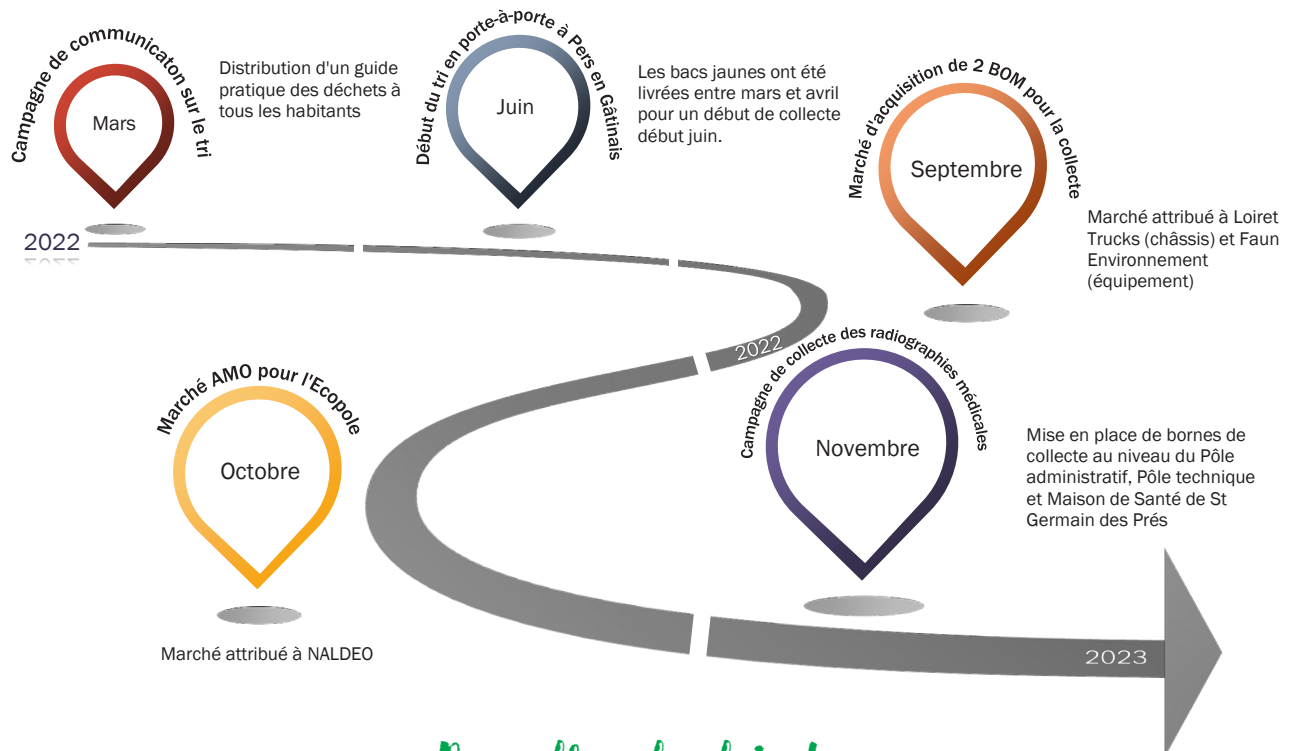 Campagne de communicaton sur le tri
Mars
Distribution d'un guide
pratique des déchets à
tous les habitants
Début du tri en porte-à-porte à Pers en Gâtinais
Juin
Les bacs jaunes ont été
livrées entre mars et avril
pour un début de collecte
début juin.
Marché d'acquisition de 2 BOM pour la collecte
Septembre
Marché attribué à Loiret
Trucks (châssis) et Faun
Environnement
(équipement)
2022
2022
Marché AMO pour l'Ecopole
Octobre
Marché attribué à NALDEO
Campagne de collecte des radiographies médicales
Novembre
Mise en place de bornes de
collecte au niveau du Pôle
administratif, Pôle technique
et Maison de Santé de St
Germain des Prés
2023